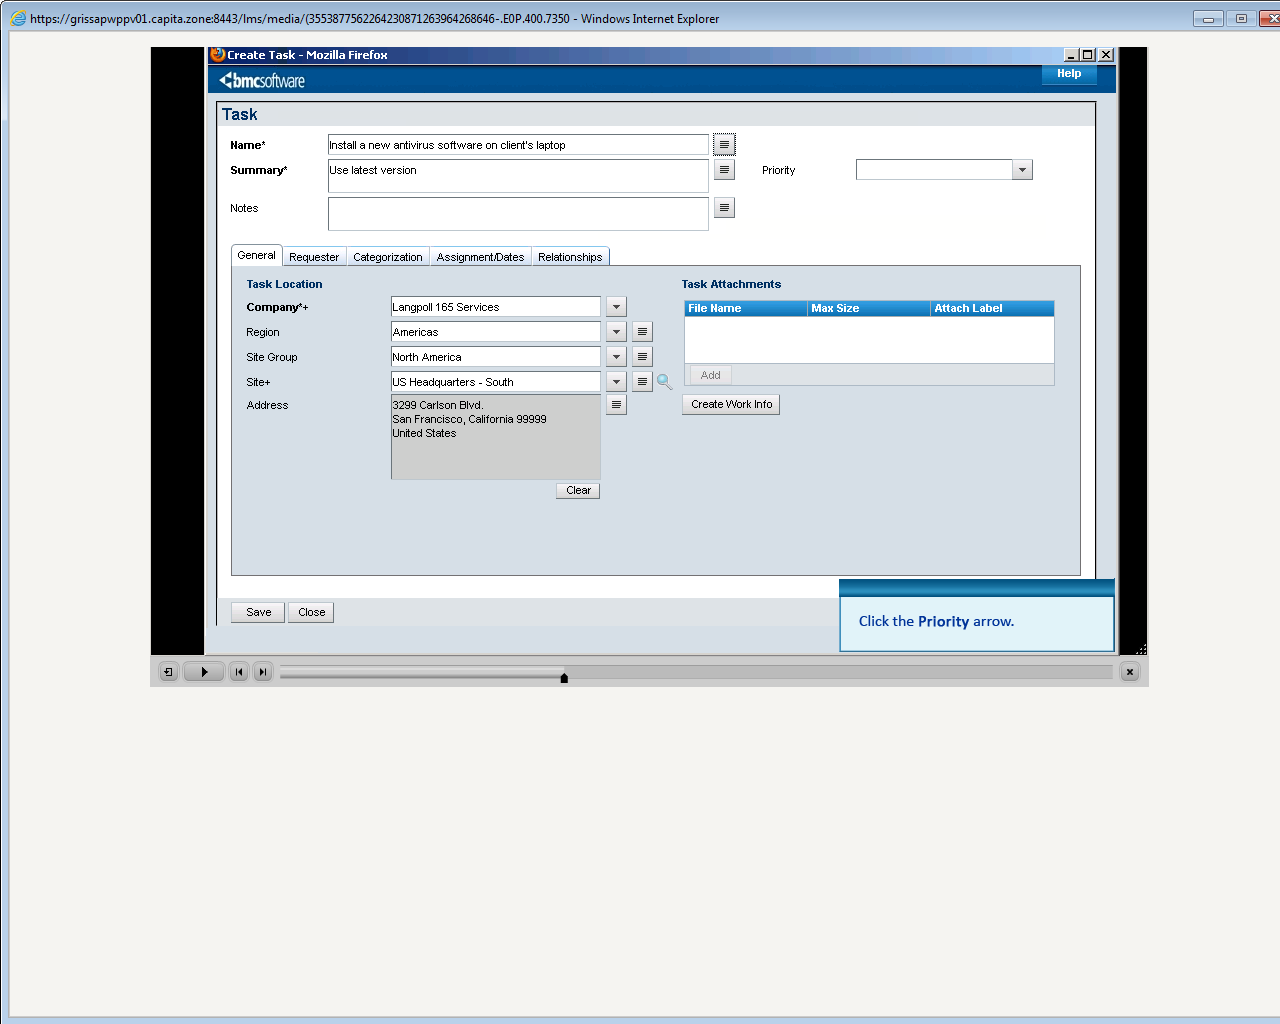 https://grissapwppv01.capita.zone:8443/lms/media/(3553877562264230871263964268646-.E0P.400.7350 - Windows Internet Explorer
Create Task - Mozilla Firefox
bmcsoftware
Help
Task
Name*
Install a new antivirus software on client's laptop
Summary*
Use latest version
Priority
Notes
General
Requester
Categorization
Assignment/Dates
Relationships
Task Location
Task Attachments
Company*+
Langpoll 165 Services
File Name
Max Size
Attach Label
Region
Americas
Site Group
North America
Site+
US Headquarters - South
Add
Address
3299 Carlson Blvd.
San Francisco, California 99999
United States
Create Work Info
Clear
Save
Close
Click the Priority arrow.